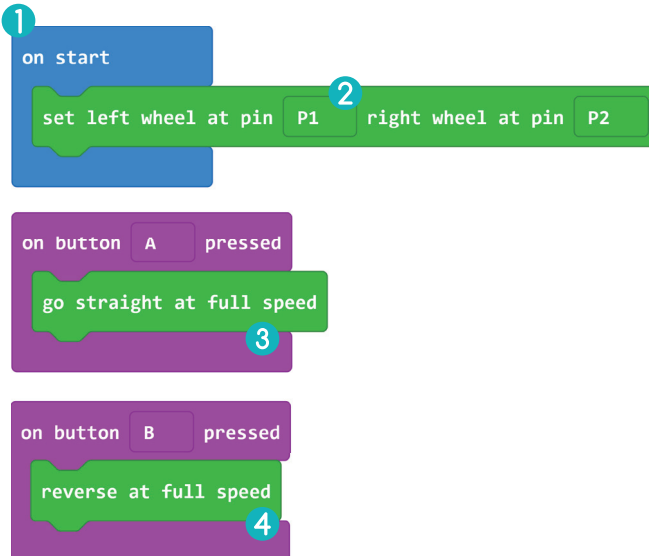 1
on start
2
set left wheel at pin P1 right wheel at pin P2
on button A pressed
go straight at full speed
3
on button B pressed
reverse at full speed
4